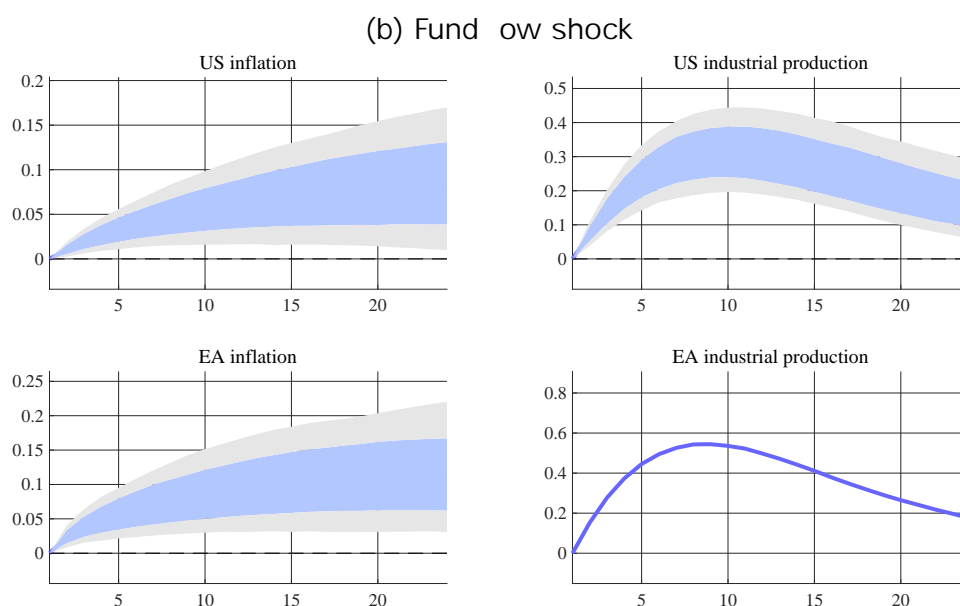 (b) Fund ow shock
US inflation
US industrial production
0.2
0.15
0.1
0.05
0
5 10 15 20
0.5
0.4
0.3
0.2
0.1
0
5 10 15 20
EA inflation
EA industrial production
0.25
0.2
0.15
0.1
0.05
0
5 10 15 20
0.8
0.6
0.4
0.2
0
5 10 15 20